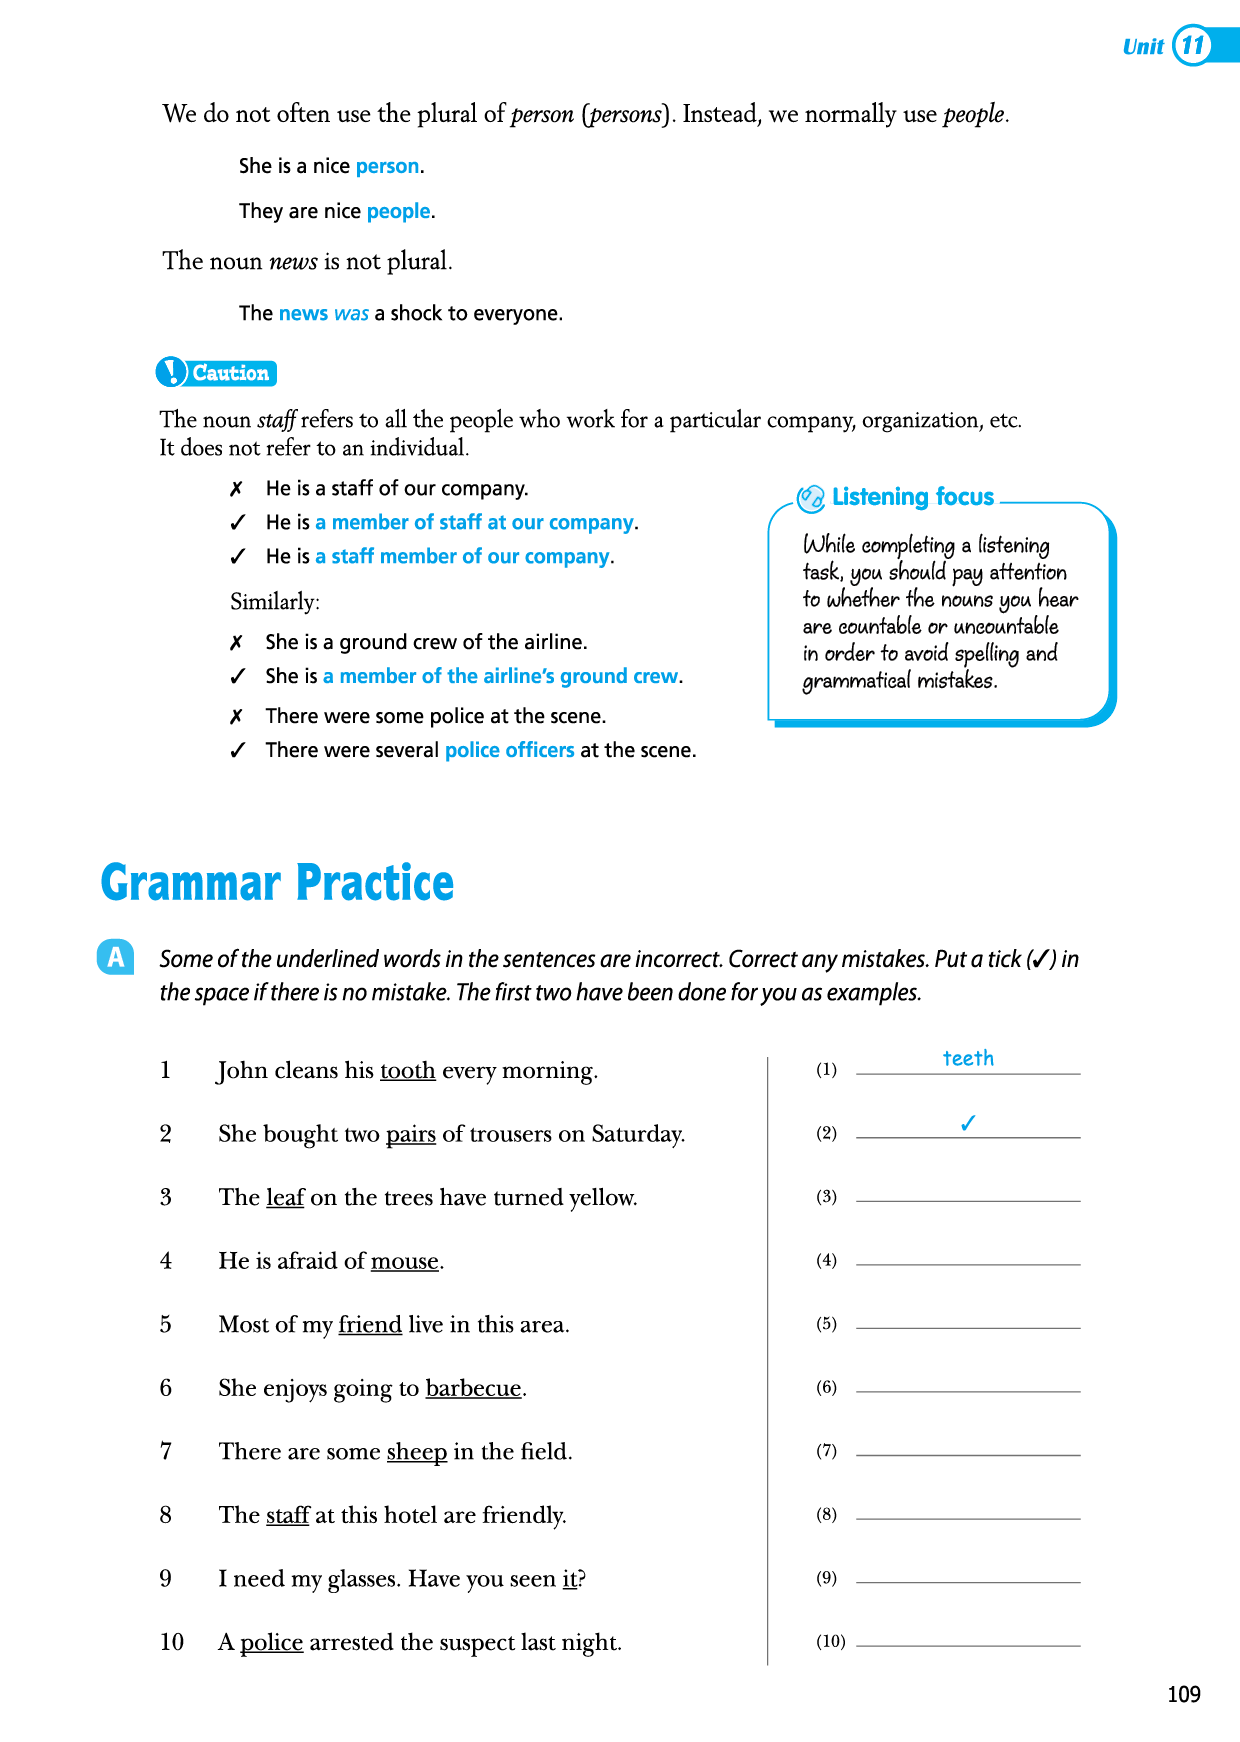 Unit 11
We do not often use the plural of person (persons). Instead, we normally use people.
She is a nice person.
They are nice people.
The noun news is not plural.
The news was a shock to everyone.
! Caution
The noun staff refers to all the people who work for a particular company, organization, etc.
It does not refer to an individual.
✗ He is a staff of our company.
✓ He is a member of staff at our company.
✓ He is a staff member of our company.
Similarly:
✗ She is a ground crew of the airline.
✓ She is a member of the airline's ground crew.
✗ There were some police at the scene.
✓ There were several police officers at the scene.
Listening focus
While completing a listening
task, you should pay attention
to whether the nouns you hear
are countable or uncountable
in order to avoid spelling and
grammatical mistakes.
Grammar Practice
A Some of the underlined words in the sentences are incorrect. Correct any mistakes. Put a tick (✓) in
the space if there is no mistake. The first two have been done for you as examples.
1 John cleans his tooth every morning. (1) teeth
2 She bought two pairs of trousers on Saturday. (2) ✓
3 The leaf on the trees have turned yellow. (3)
4 He is afraid of mouse. (4)
5 Most of my friend live in this area. (5)
6 She enjoys going to barbecue. (6)
7 There are some sheep in the field. (7)
8 The staff at this hotel are friendly. (8)
9 I need my glasses. Have you seen it? (9)
10 A police arrested the suspect last night. (10)
109